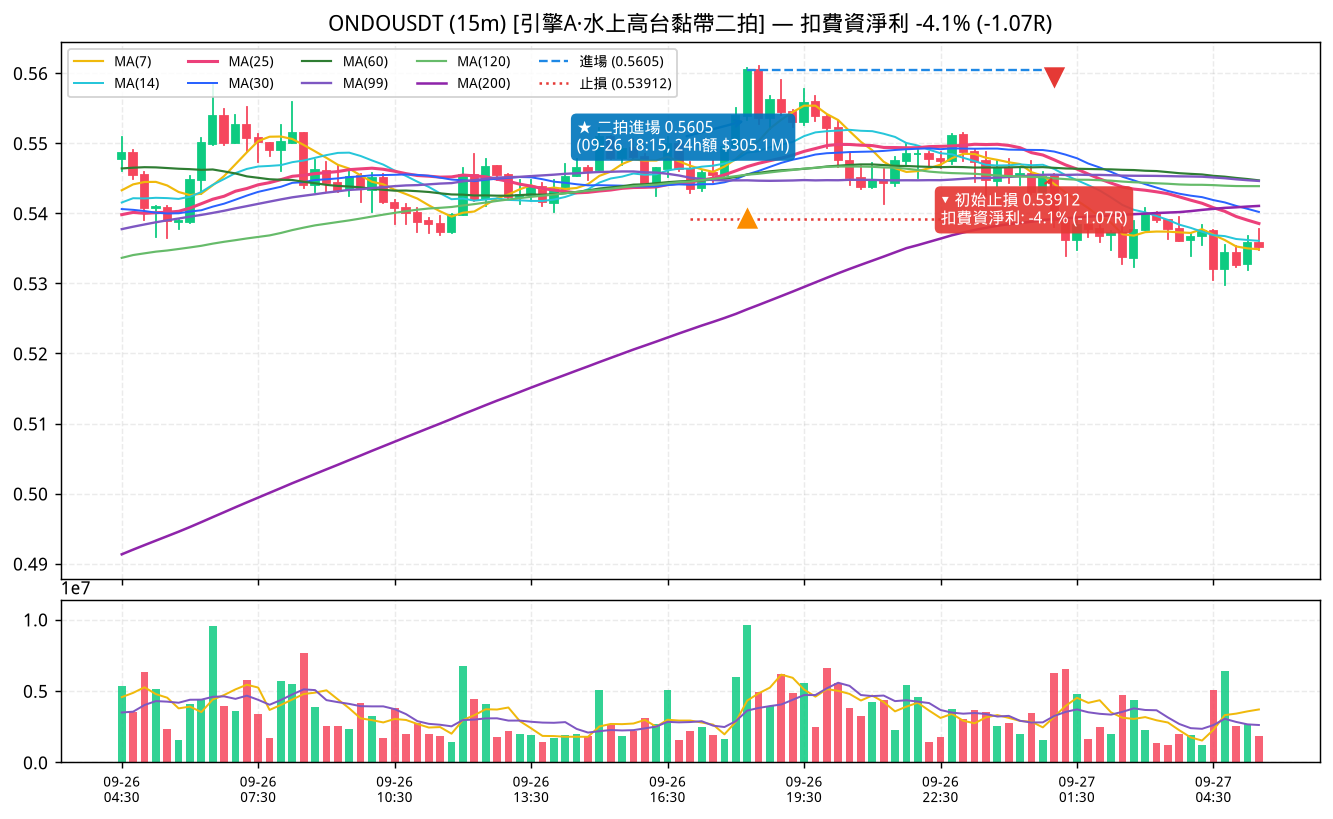 ONDOUSDT (15m) [引擎A·水上高台黏帶二拍] — 扣費資淨利 -4.1% (-1.07R)
MA(7) MA(25) MA(60) MA(120) 進場 (0.5605)
MA(14) MA(30) MA(99) MA(200) 止損 (0.53912)
0.56
0.55
0.54
0.53
0.52
0.51
0.50
0.49
★ 二拍進場 0.5605
(09-26 18:15, 24h額 $305.1M)
▼ 初始止損 0.53912
扣費資淨利: -4.1% (-1.07R)
1e7
1.0
0.5
0.0
09-26 09-26 09-26 09-26 09-26 09-26 09-26 09-27 09-27
04:30 07:30 10:30 13:30 16:30 19:30 22:30 01:30 04:30